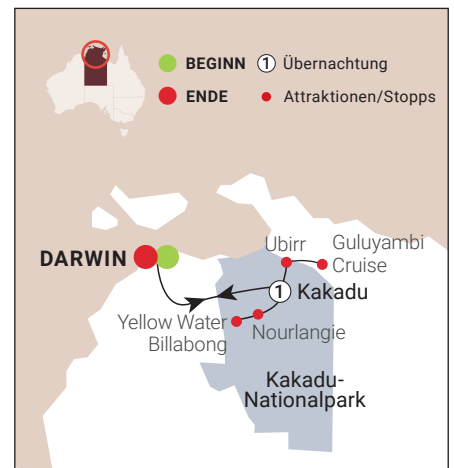 BEGINN 1 Übernachtung
ENDE Attraktionen/Stopps
DARWIN
Ubirr
Guluyambi
Cruise
1 Kakadu
Yellow Water
Billabong
Nourlangie
Kakadu-
Nationalpark